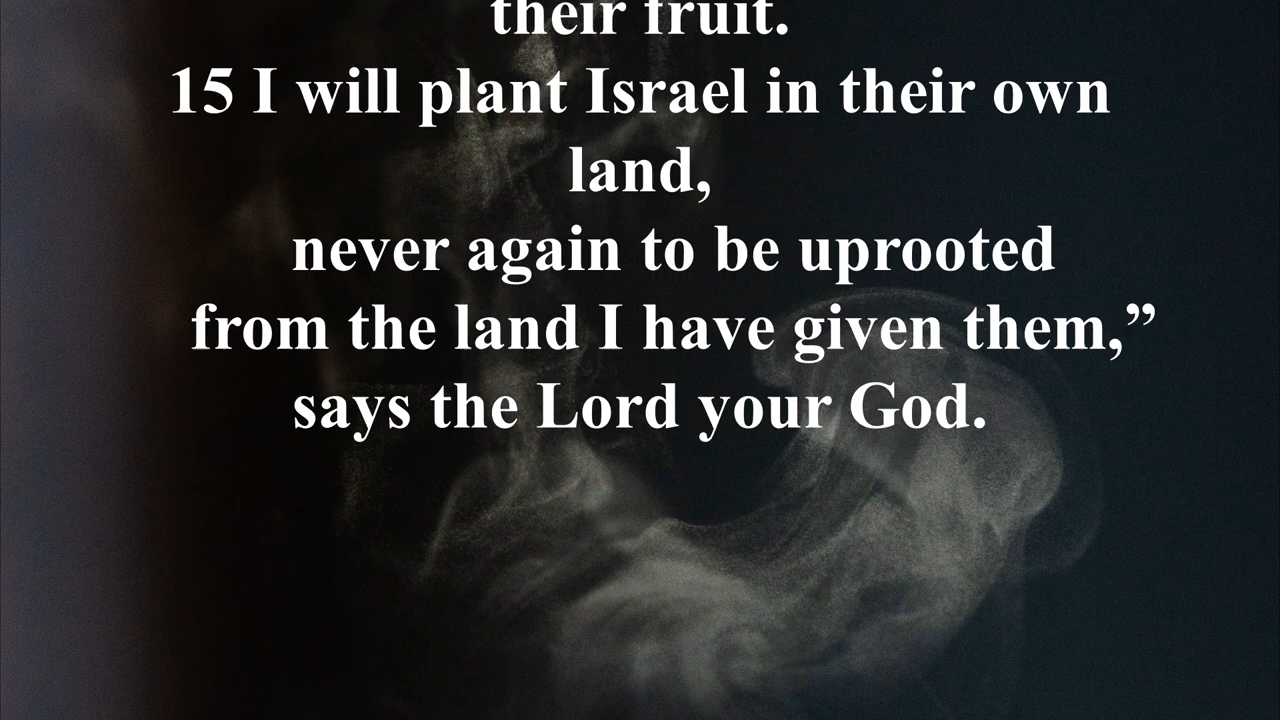 their fruit.
15 I will plant Israel in their own
land,
never again to be uprooted
from the land I have given them,”
says the Lord your God.